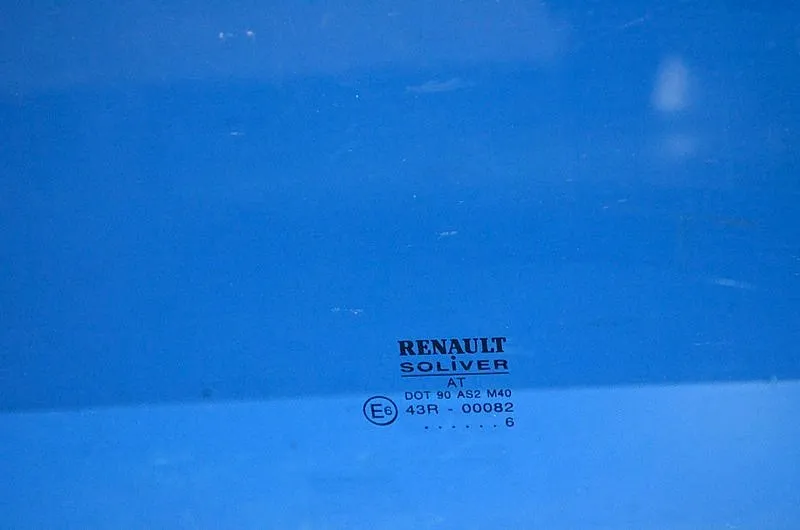 RENAULT
SOLiVER
AT
DOT 90 AS2 M40
E6 43R - 00082
. . . . . . 6